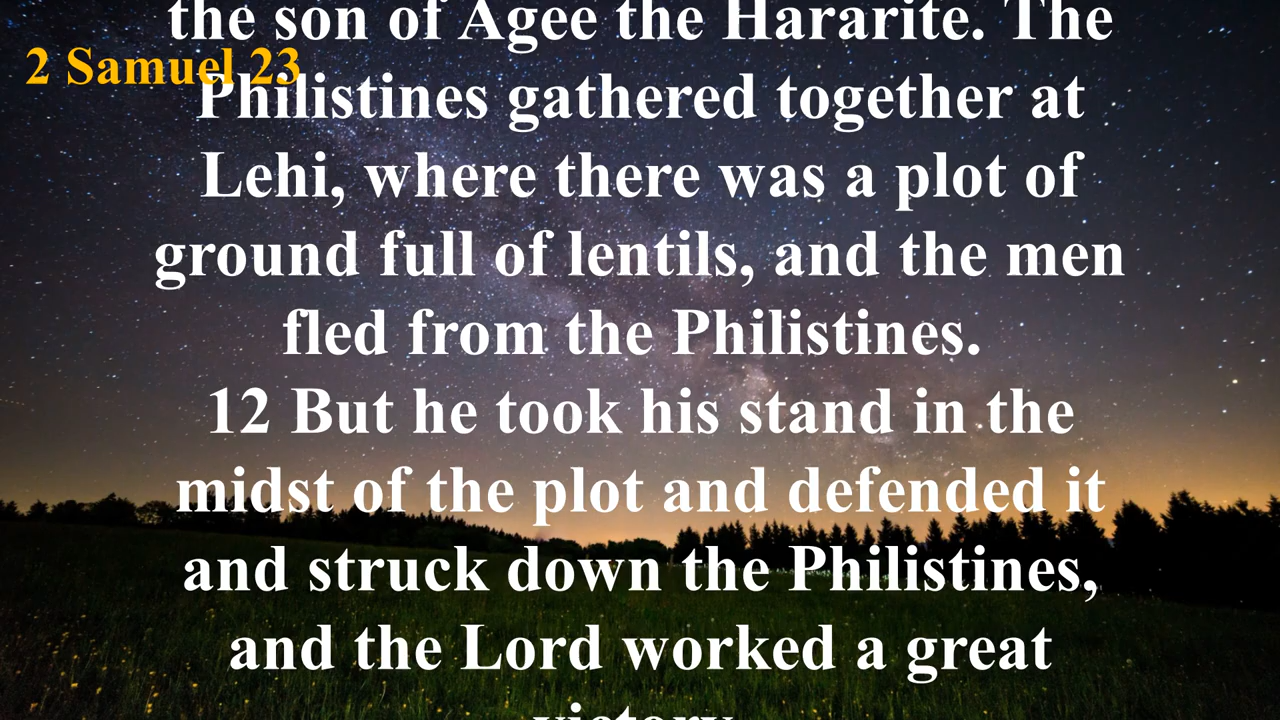 the son of Agee the Hararite. The
2 Samuel 23
Philistines gathered together at
Lehi, where there was a plot of
ground full of lentils, and the men
fled from the Philistines.
12 But he took his stand in the
midst of the plot and defended it
and struck down the Philistines,
and the Lord worked a great
victory.